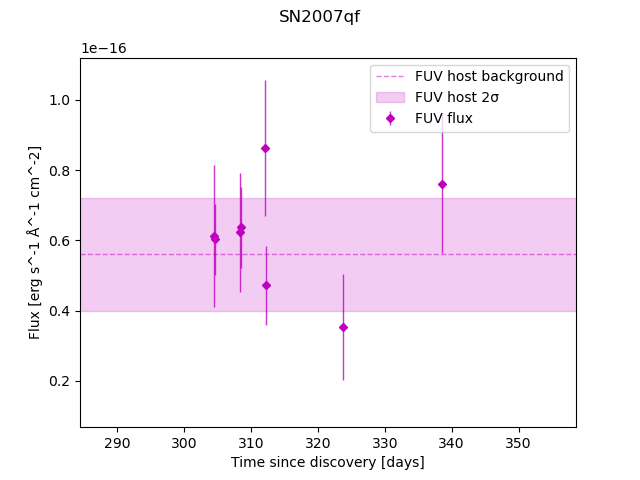 SN2007qf
1e−16
FUV host background
FUV host 2σ
FUV flux
1.0
0.8
0.6
0.4
0.2
Flux [erg s^-1 Å^-1 cm^-2]
290 300 310 320 330 340 350
Time since discovery [days]